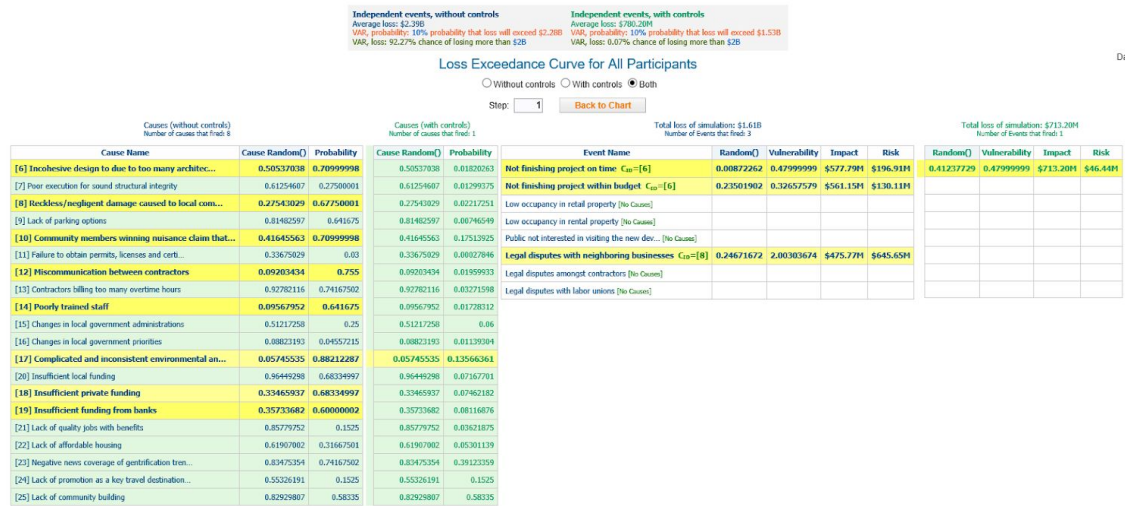 Independent events, without controls Independent events, with controls
Average loss: $2.39B Average loss: $780.20M
VAR, probability: 10% probability that loss will exceed $2.28B VAR, probability: 10% probability that loss will exceed $1.53B
VAR, loss: 92.27% chance of losing more than $2B VAR, loss: 0.07% chance of losing more than $2B
Loss Exceedance Curve for All Participants
Without controls With controls Both
Step: 1 Back to Chart
Causes (without controls) Causes (with controls) Total loss of simulation: $1.61B Total loss of simulation: $713.20M
Number of causes that fired: 8 Number of causes that fired: 1 Number of Events that fired: 3 Number of Events that fired: 1
Cause Name Cause Random() Probability Cause Random() Probability Event Name Random() Vulnerability Impact Risk Random() Vulnerability Impact Risk
[6] Incohesive design to due to too many architec... 0.50537038 0.70999998 0.50537038 0.01820263 Not finishing project on time C₍ID₎=[6] 0.00872262 0.47999999 $577.79M $196.91M 0.41237729 0.47999999 $713.20M $46.44M
[7] Poor execution for sound structural integrity 0.61254607 0.27500001 0.61254607 0.01299375 Not finishing project within budget C₍ID₎=[6] 0.23501902 0.32657579 $561.15M $130.11M
[8] Reckless/negligent damage caused to local com... 0.27543029 0.67750001 0.27543029 0.02217251 Low occupancy in retail property [No Causes]
[9] Lack of parking options 0.81482597 0.641675 0.81482597 0.00746549 Low occupancy in rental property [No Causes]
[10] Community members winning nuisance claim that... 0.41645563 0.70999998 0.41645563 0.17513925 Public not interested in visiting the new dev... [No Causes]
[11] Failure to obtain permits, licenses and certi... 0.33675029 0.03 0.33675029 0.00027846 Legal disputes with neighboring businesses C₍ID₎=[8] 0.24671672 2.00303674 $475.77M $645.65M
[12] Miscommunication between contractors 0.09203434 0.755 0.09203434 0.01959933 Legal disputes amongst contractors [No Causes]
[13] Contractors billing too many overtime hours 0.92782116 0.74167502 0.92782116 0.03271598 Legal disputes with labor unions [No Causes]
[14] Poorly trained staff 0.09567952 0.641675 0.09567952 0.01728312
[15] Changes in local government administrations 0.51217258 0.25 0.51217258 0.06
[16] Changes in local government priorities 0.08823193 0.04557215 0.08823193 0.01139304
[17] Complicated and inconsistent environmental an... 0.05745535 0.88212287 0.05745535 0.13566361
[20] Insufficient local funding 0.96449298 0.68334997 0.96449298 0.07167701
[18] Insufficient private funding 0.33465937 0.68334997 0.33465937 0.07462182
[19] Insufficient funding from banks 0.35733682 0.60000002 0.35733682 0.08116876
[21] Lack of quality jobs with benefits 0.85779752 0.1525 0.85779752 0.03621875
[22] Lack of affordable housing 0.61907002 0.31667501 0.61907002 0.05301139
[23] Negative news coverage of gentrification tren... 0.83475354 0.74167502 0.83475354 0.39123359
[24] Lack of promotion as a key travel destination... 0.55326191 0.1525 0.55326191 0.1525
[25] Lack of community building 0.82929807 0.58335 0.82929807 0.58335